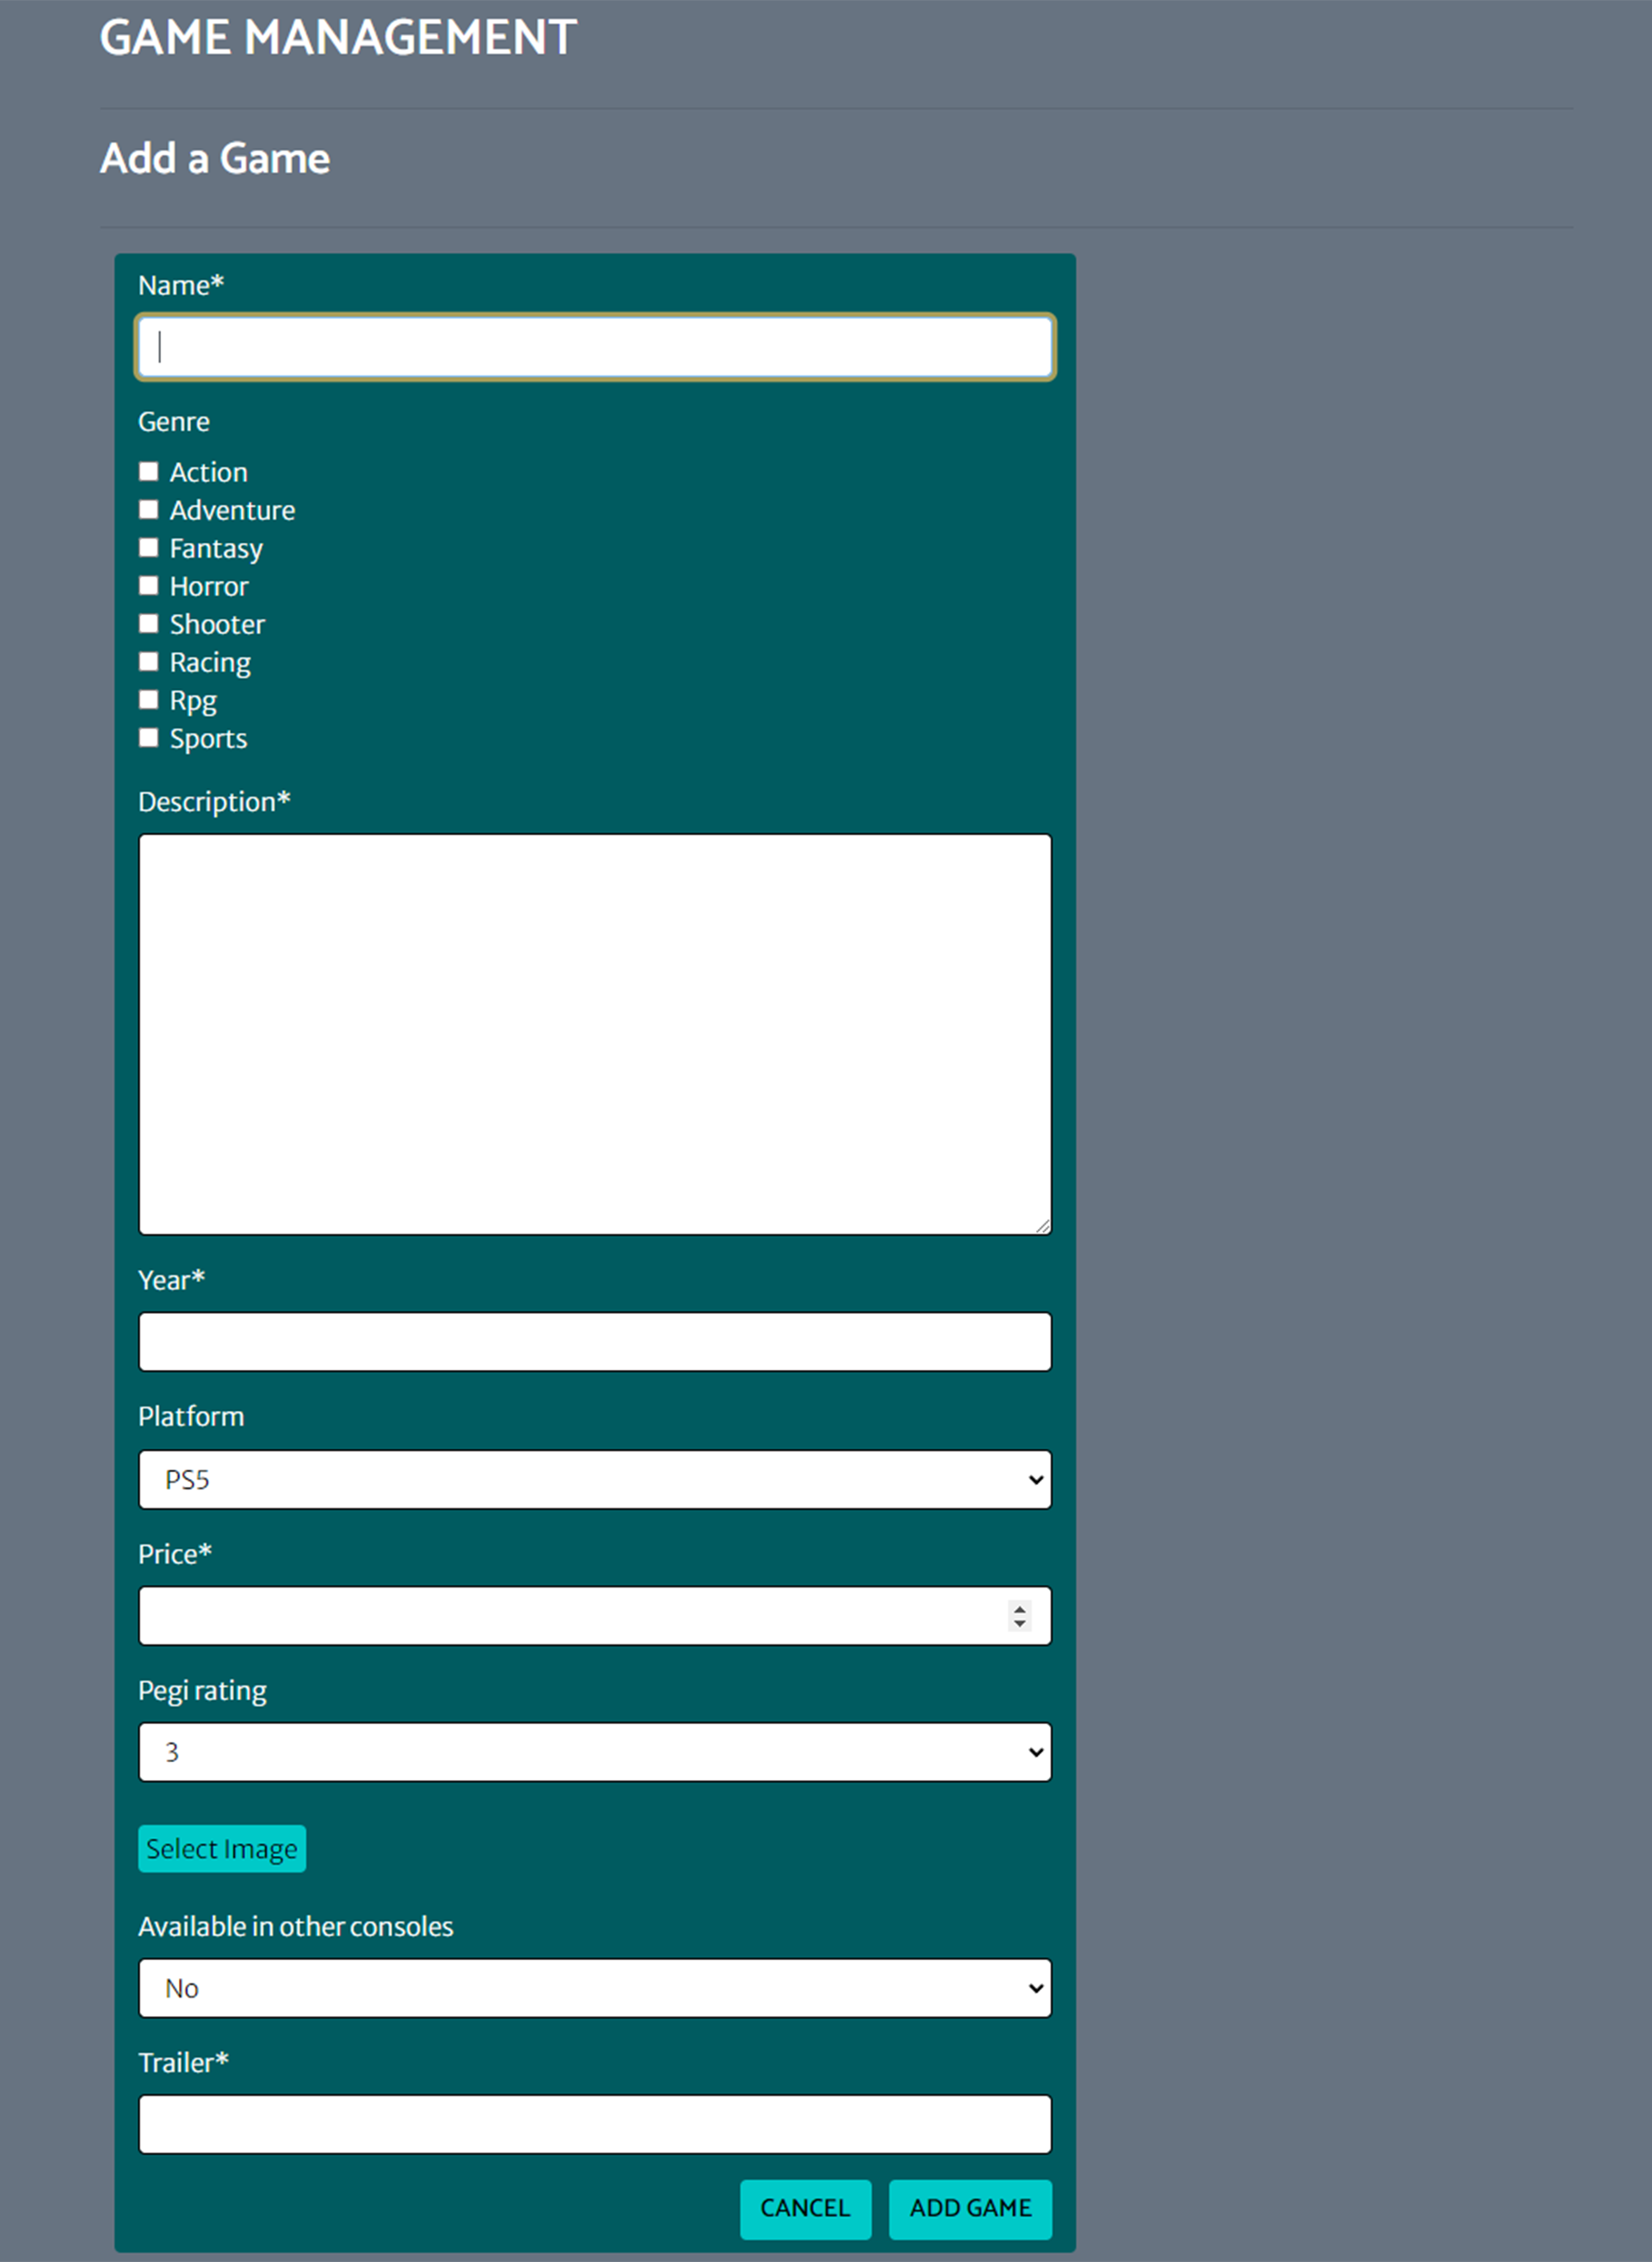 GAME MANAGEMENT
Add a Game
Name*
Genre
Action
Adventure
Fantasy
Horror
Shooter
Racing
Rpg
Sports
Description*
Year*
Platform
PS5
Price*
Pegi rating
3
Select Image
Available in other consoles
No
Trailer*
CANCEL ADD GAME